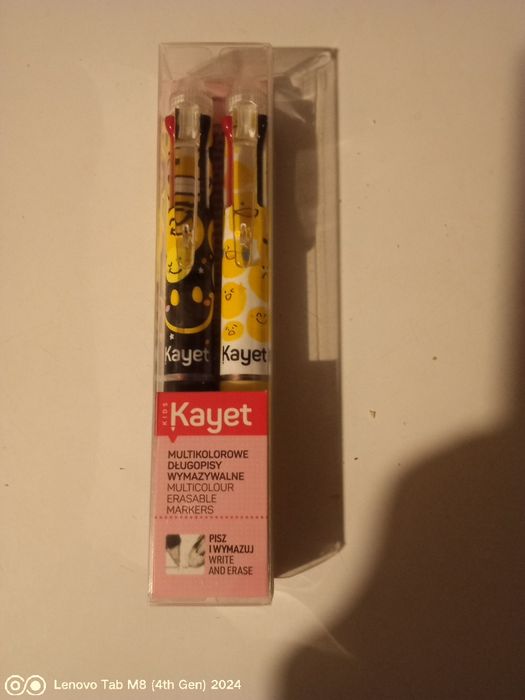 Kayet Kayet
KIDS Kayet
MULTIKOLOROWE
DŁUGOPISY
WYMAZYWALNE
MULTICOLOUR
ERASABLE
MARKERS
PISZ
I WYMAZUJ
WRITE
AND ERASE
Lenovo Tab M8 (4th Gen) 2024